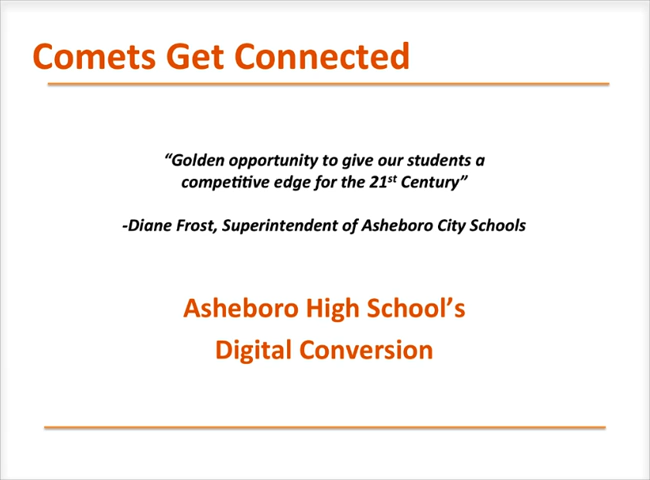 Comets Get Connected
“Golden opportunity to give our students a
competitive edge for the 21st Century”
-Diane Frost, Superintendent of Asheboro City Schools
Asheboro High School’s
Digital Conversion